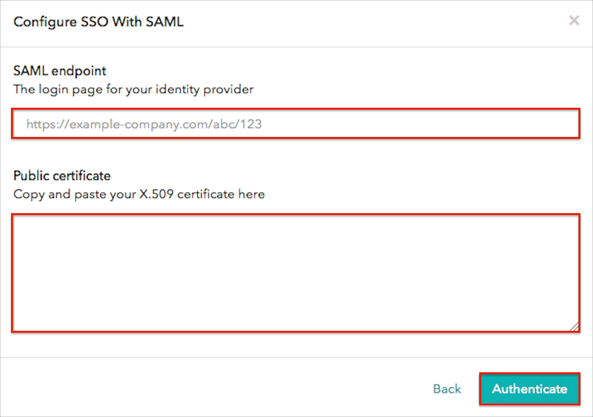 Configure SSO With SAML
×
SAML endpoint
The login page for your identity provider
https://example-company.com/abc/123
Public certificate
Copy and paste your X.509 certificate here
Back
Authenticate